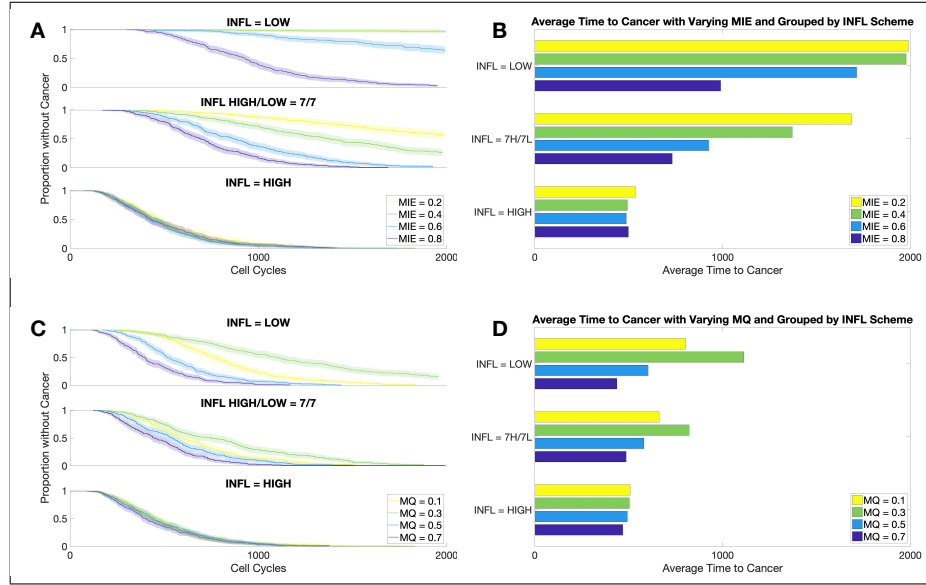 A
INFL = LOW
1
0.5
0
INFL HIGH/LOW = 7/7
1
0.5
0
INFL = HIGH
1
0.5
0
Proportion without Cancer
MIE = 0.2
MIE = 0.4
MIE = 0.6
MIE = 0.8
0
1000
2000
Cell Cycles
B
Average Time to Cancer with Varying MIE and Grouped by INFL Scheme
INFL = LOW
INFL = 7H/7L
INFL = HIGH
MIE = 0.2
MIE = 0.4
MIE = 0.6
MIE = 0.8
0
1000
2000
Average Time to Cancer
C
INFL = LOW
1
0.5
0
INFL HIGH/LOW = 7/7
1
0.5
0
INFL = HIGH
1
0.5
0
Proportion without Cancer
MQ = 0.1
MQ = 0.3
MQ = 0.5
MQ = 0.7
0
1000
2000
Cell Cycles
D
Average Time to Cancer with Varying MQ and Grouped by INFL Scheme
INFL = LOW
INFL = 7H/7L
INFL = HIGH
MQ = 0.1
MQ = 0.3
MQ = 0.5
MQ = 0.7
0
1000
2000
Average Time to Cancer